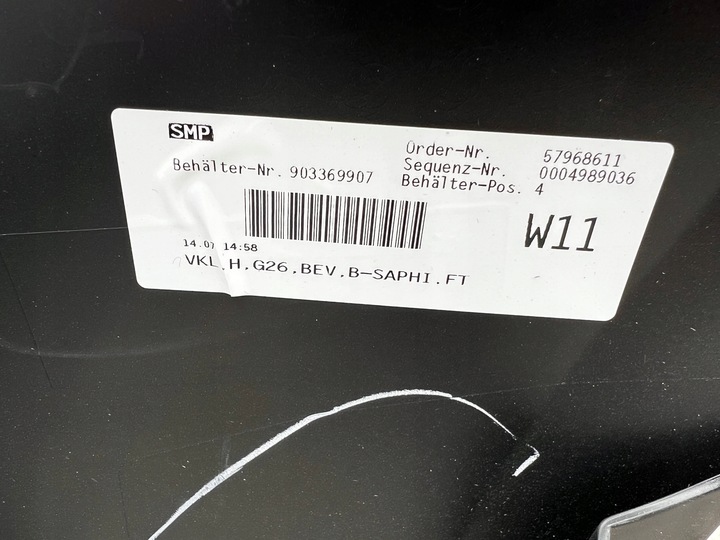 SMP
Order-Nr. 57968611
Behälter-Nr. 903369907 Sequenz-Nr. 0004989036
Behälter-Pos. 4
W11
14.07 14:58
VKL.H.G26.BEV.B-SAPHI.FT